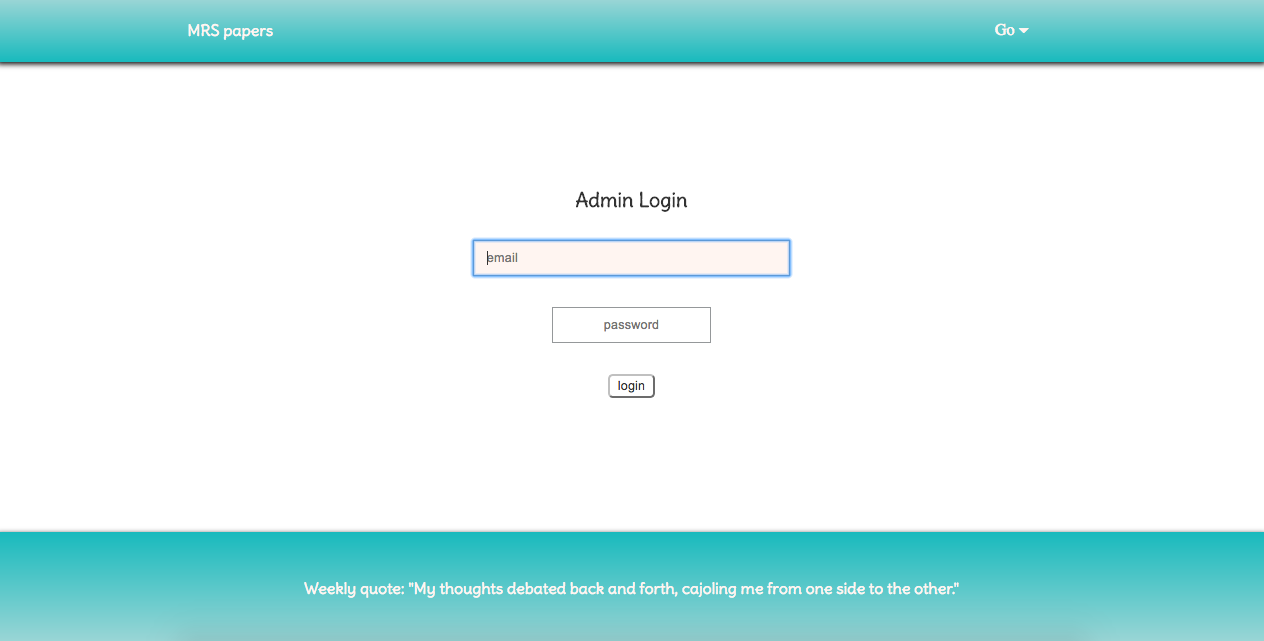 MRS papers
Go
Admin Login
email
password
login
Weekly quote: "My thoughts debated back and forth, cajoling me from one side to the other."